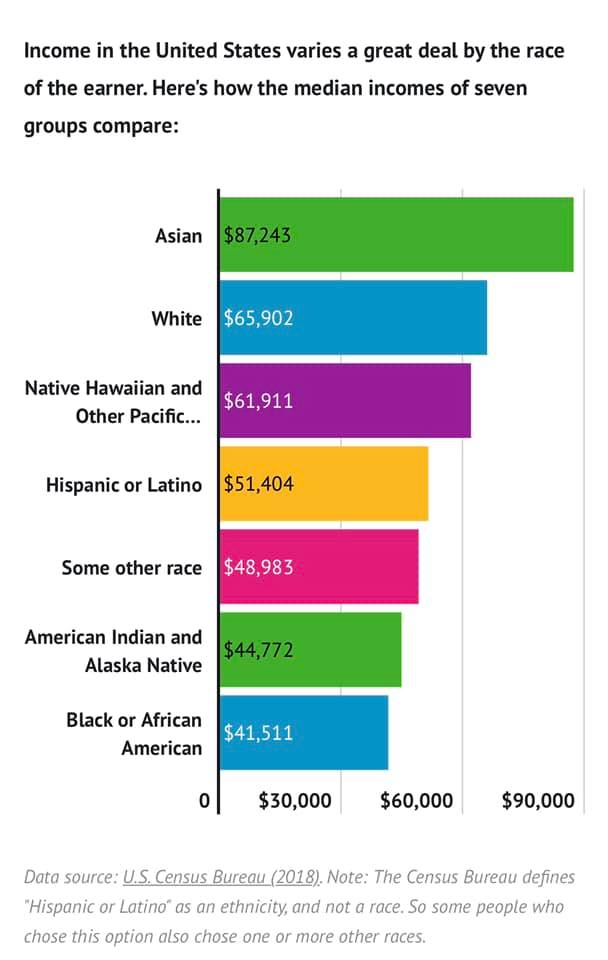 Income in the United States varies a great deal by the race
of the earner. Here's how the median incomes of seven
groups compare:
Asian
$87,243
White
$65,902
Native Hawaiian and
Other Pacific...
$61,911
Hispanic or Latino
$51,404
Some other race
$48,983
American Indian and
Alaska Native
$44,772
Black or African
American
$41,511
0 $30,000 $60,000 $90,000
Data source: U.S. Census Bureau (2018). Note: The Census Bureau defines
"Hispanic or Latino" as an ethnicity, and not a race. So some people who
chose this option also chose one or more other races.